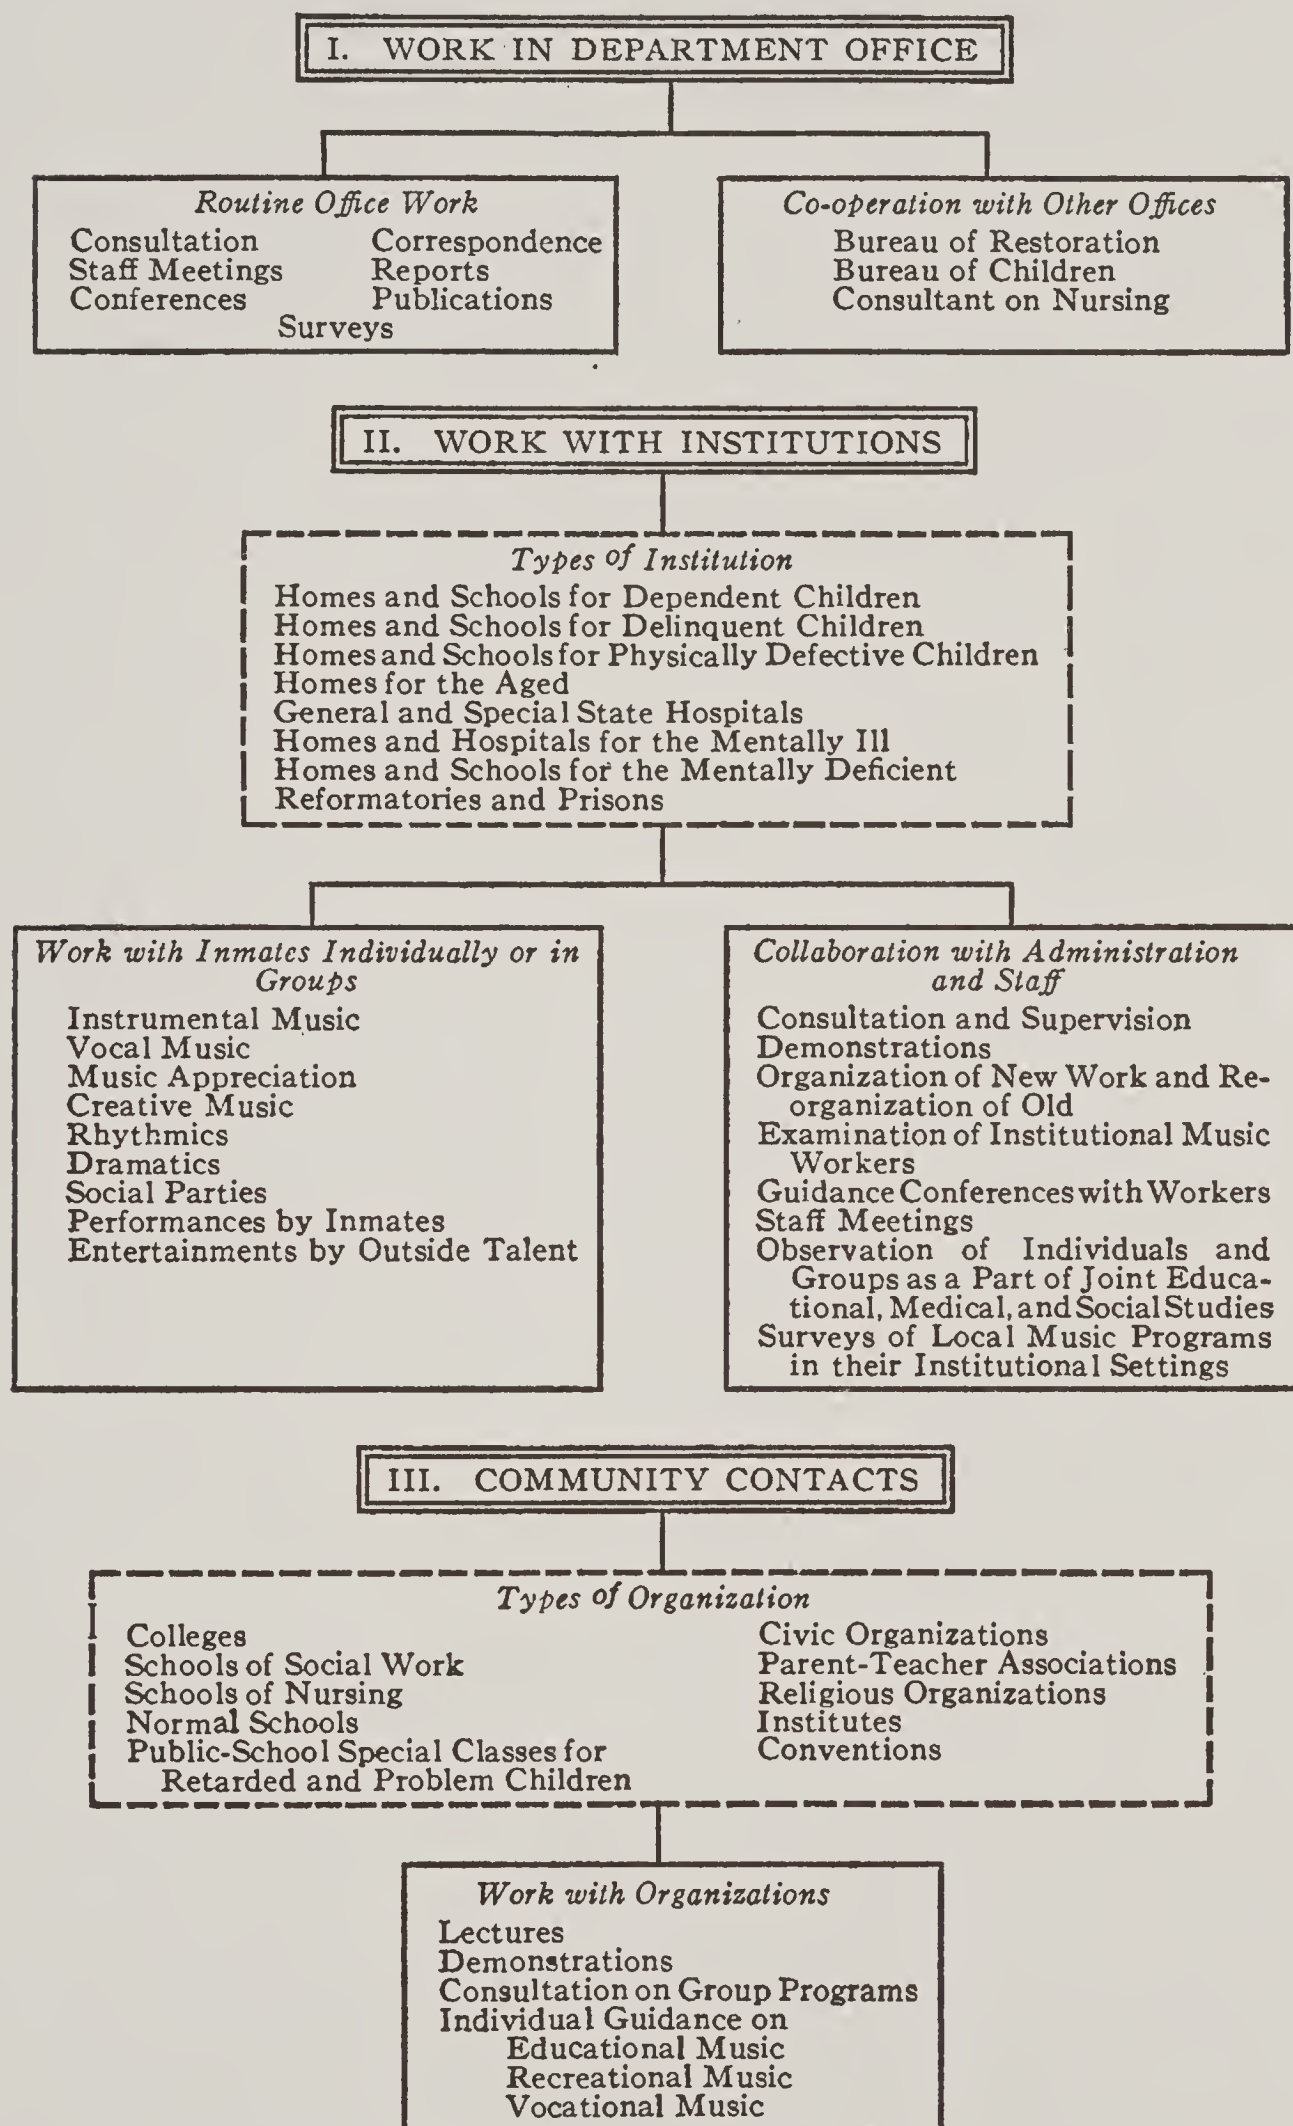 I. WORK IN DEPARTMENT OFFICE
Routine Office Work
Consultation Correspondence
Staff Meetings Reports
Conferences Publications
Surveys
Co-operation with Other Offices
Bureau of Restoration
Bureau of Children
Consultant on Nursing
II. WORK WITH INSTITUTIONS
Types of Institution
Homes and Schools for Dependent Children
Homes and Schools for Delinquent Children
Homes and Schools for Physically Defective Children
Homes for the Aged
General and Special State Hospitals
Homes and Hospitals for the Mentally Ill
Homes and Schools for the Mentally Deficient
Reformatories and Prisons
Work with Inmates Individually or in
Groups
Instrumental Music
Vocal Music
Music Appreciation
Creative Music
Rhythmics
Dramatics
Social Parties
Performances by Inmates
Entertainments by Outside Talent
Collaboration with Administration
and Staff
Consultation and Supervision
Demonstrations
Organization of New Work and Re-
organization of Old
Examination of Institutional Music
Workers
Guidance Conferences with Workers
Staff Meetings
Observation of Individuals and
Groups as a Part of Joint Educa-
tional, Medical, and Social Studies
Surveys of Local Music Programs
in their Institutional Settings
III. COMMUNITY CONTACTS
Types of Organization
Colleges
Schools of Social Work
Schools of Nursing
Normal Schools
Public-School Special Classes for
Retarded and Problem Children
Civic Organizations
Parent-Teacher Associations
Religious Organizations
Institutes
Conventions
Work with Organizations
Lectures
Demonstrations
Consultation on Group Programs
Individual Guidance on
Educational Music
Recreational Music
Vocational Music